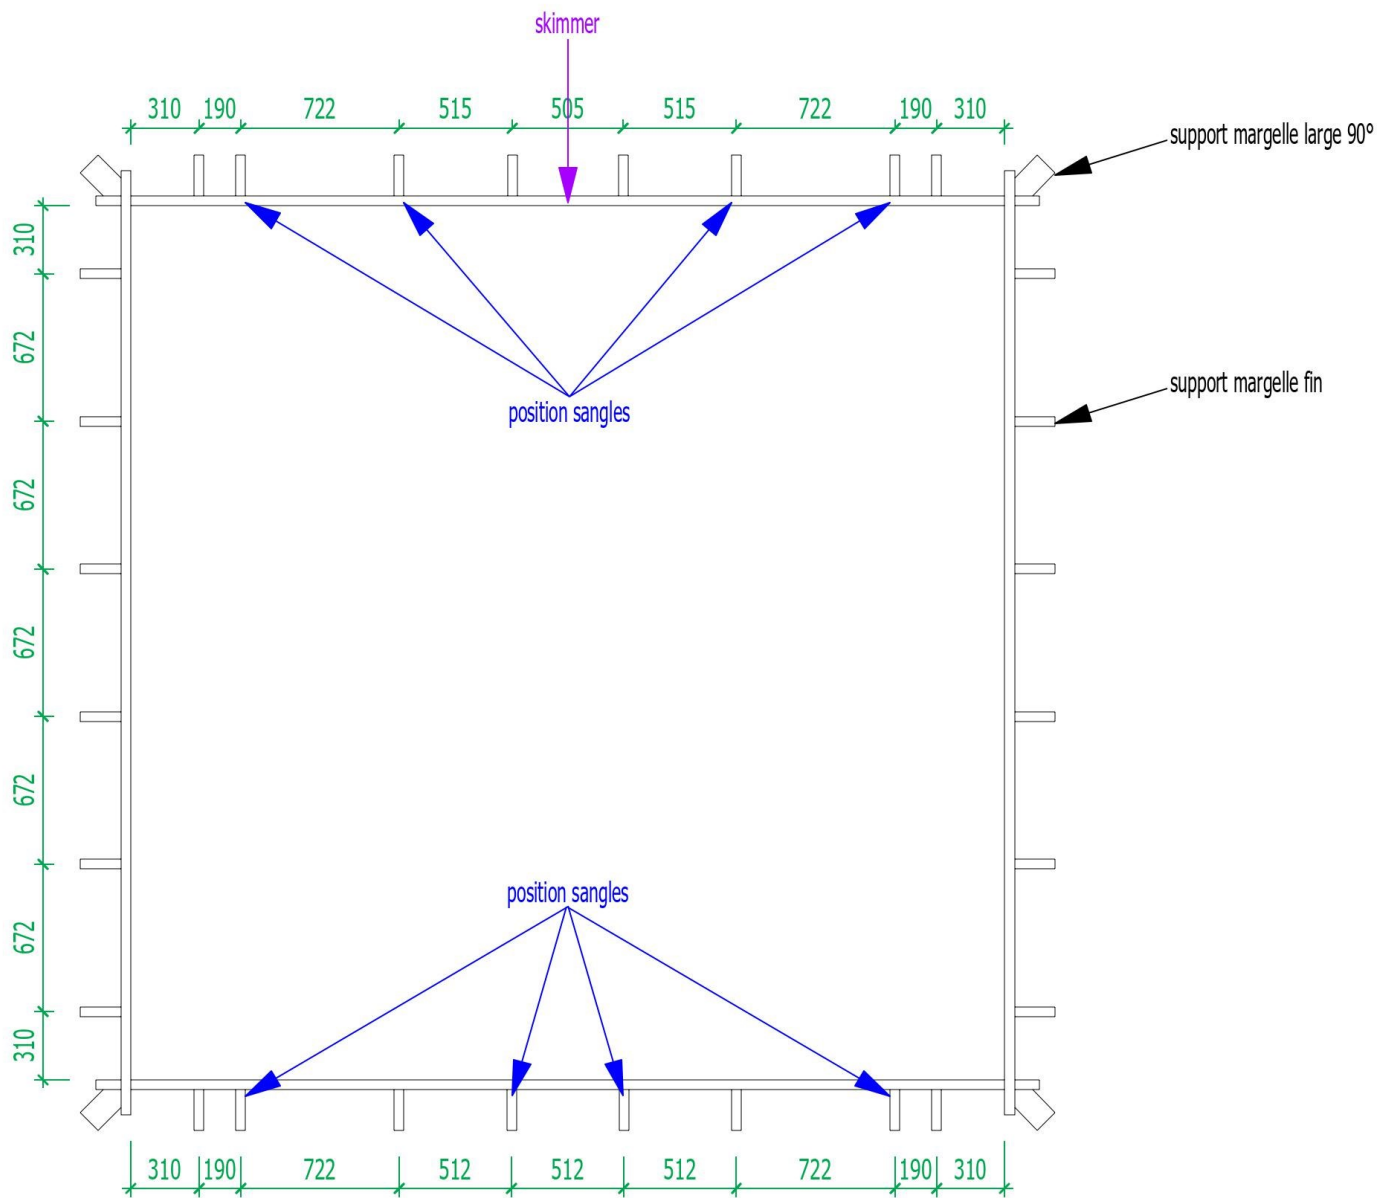 skimmer
310 190 722 515 505 515 722 190 310
support margelle large 90°
310
672
support margelle fin
position sangles
672
672
672
position sangles
672
310
310 190 722 512 512 512 722 190 310